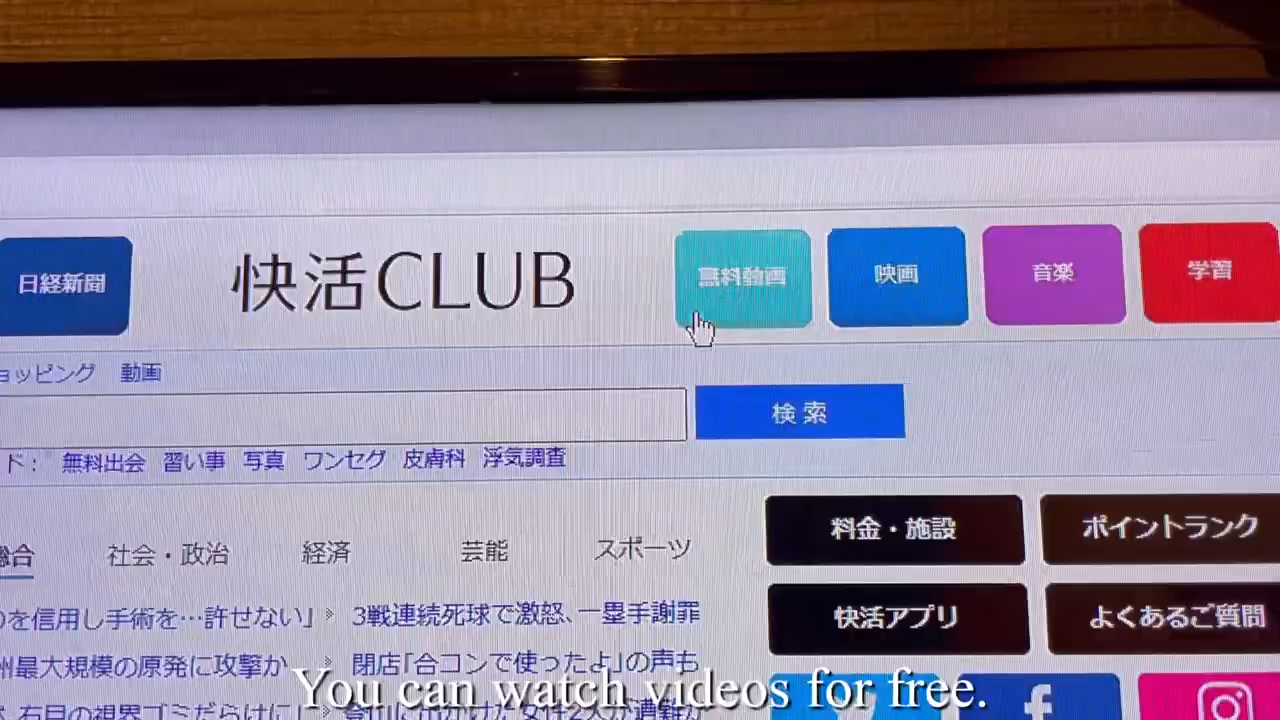 日経新聞
快活CLUB
無料動画
映画
音楽
学習
ョッピング 動画
検索
ド： 無料出会 習い事 写真 ワンセグ 皮膚科 浮気調査
総合 社会・政治 経済 芸能 スポーツ
料金・施設
ポイントランク
を信用し手術を…許せない」
3戦連続死球で激怒、一塁手謝罪
快活アプリ
よくあるご質問
州最大規模の原発に攻撃か
閉店「合コンで使ったよ」の声も
You can watch videos for free.